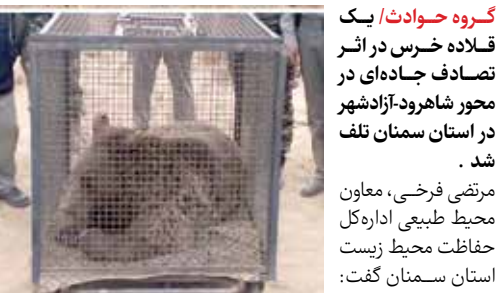 گروه حوادث/ یک
قلاده خرس در اثر
تصادف جاده‌ای در
محور شاهرود-آزادشهر
در استان سمنان تلف
شد .
مرتضی فرخی، معاون
محیط طبیعی اداره‌کل
حفاظت محیط زیست
استان سمنان گفت: